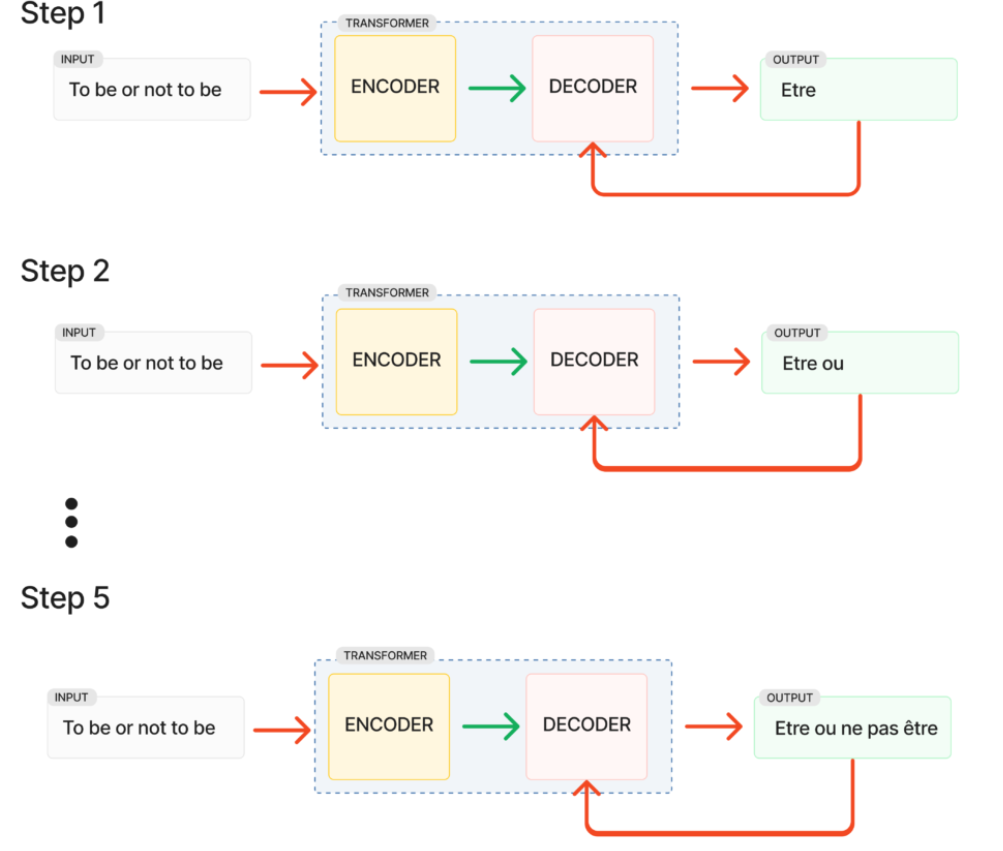 Step 1
TRANSFORMER
INPUT
To be or not to be
ENCODER
DECODER
OUTPUT
Etre
Step 2
TRANSFORMER
INPUT
To be or not to be
ENCODER
DECODER
OUTPUT
Etre ou
Step 5
TRANSFORMER
INPUT
To be or not to be
ENCODER
DECODER
OUTPUT
Etre ou ne pas être